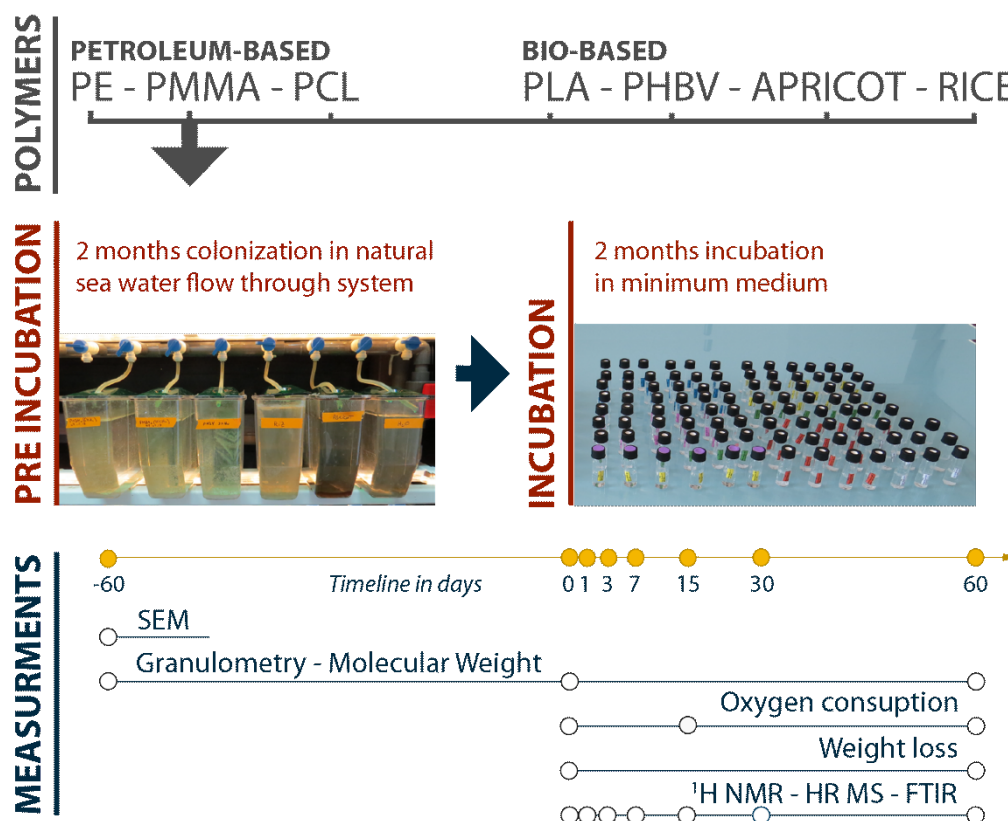 POLYMERS
PETROLEUM-BASED
PE - PMMA - PCL
BIO-BASED
PLA - PHBV - APRICOT - RICE
PRE INCUBATION
2 months colonization in natural
sea water flow through system
INCUBATION
2 months incubation
in minimum medium
MEASURMENTS
-60
Timeline in days
0 1 3 7 15 30 60
SEM
Granulometry - Molecular Weight
Oxygen consuption
Weight loss
¹H NMR - HR MS - FTIR